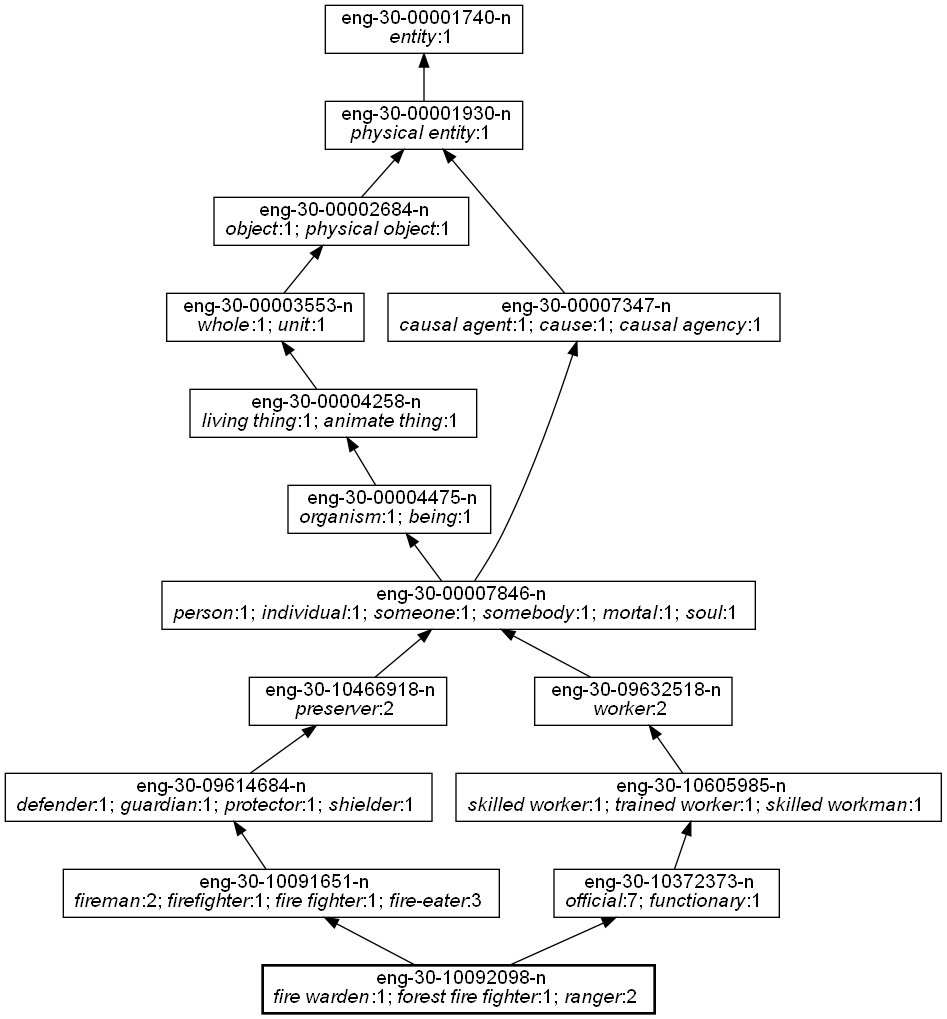 eng-30-00001740-n
entity:1
eng-30-00001930-n
physical entity:1
eng-30-00002684-n
object:1; physical object:1
eng-30-00003553-n
whole:1; unit:1
eng-30-00007347-n
causal agent:1; cause:1; causal agency:1
eng-30-00004258-n
living thing:1; animate thing:1
eng-30-00004475-n
organism:1; being:1
eng-30-00007846-n
person:1; individual:1; someone:1; somebody:1; mortal:1; soul:1
eng-30-10466918-n
preserver:2
eng-30-09632518-n
worker:2
eng-30-09614684-n
defender:1; guardian:1; protector:1; shielder:1
eng-30-10605985-n
skilled worker:1; trained worker:1; skilled workman:1
eng-30-10091651-n
fireman:2; firefighter:1; fire fighter:1; fire-eater:3
eng-30-10372373-n
official:7; functionary:1
eng-30-10092098-n
fire warden:1; forest fire fighter:1; ranger:2